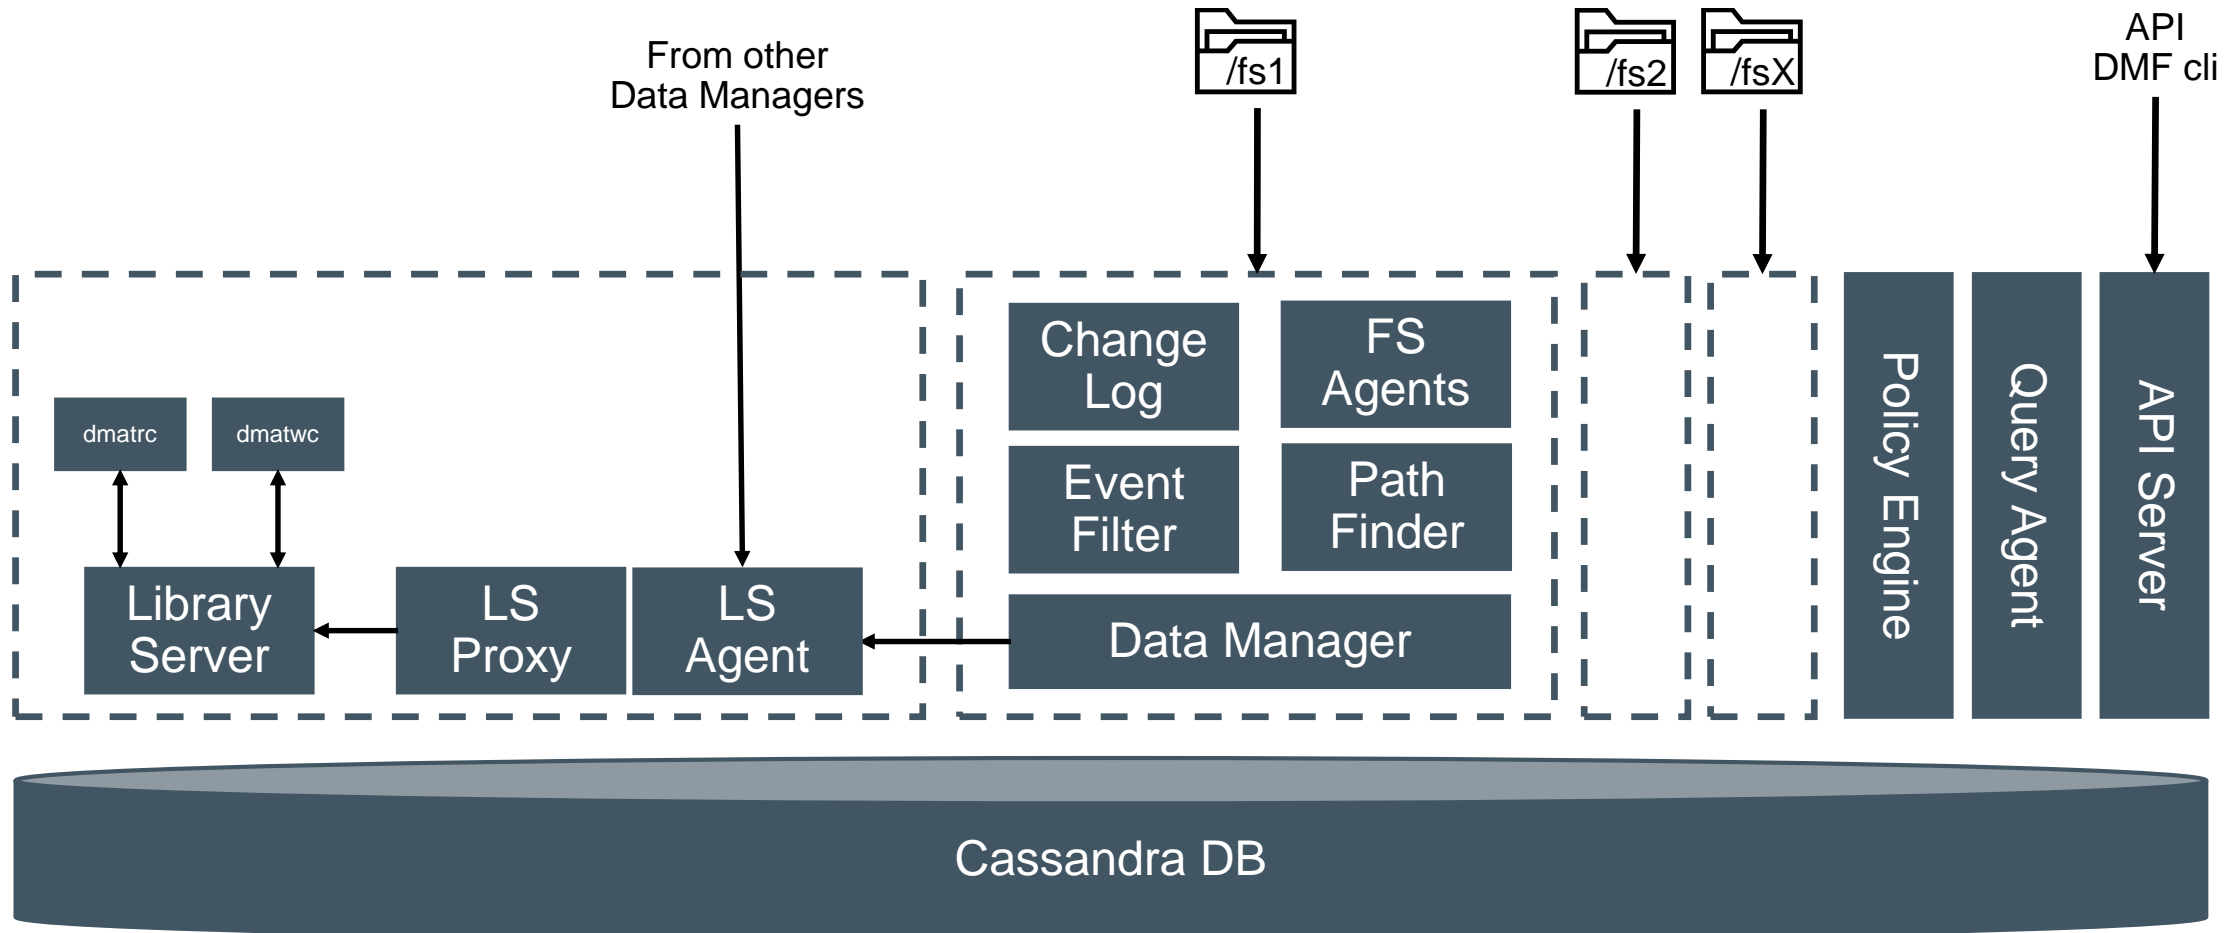 From other
Data Managers
/fs1
/fs2
/fsX
API
DMF cli
dmatrc
dmatwc
Library
Server
LS
Proxy
LS
Agent
Change
Log
FS
Agents
Event
Filter
Path
Finder
Data Manager
Policy Engine
Query Agent
API Server
Cassandra DB